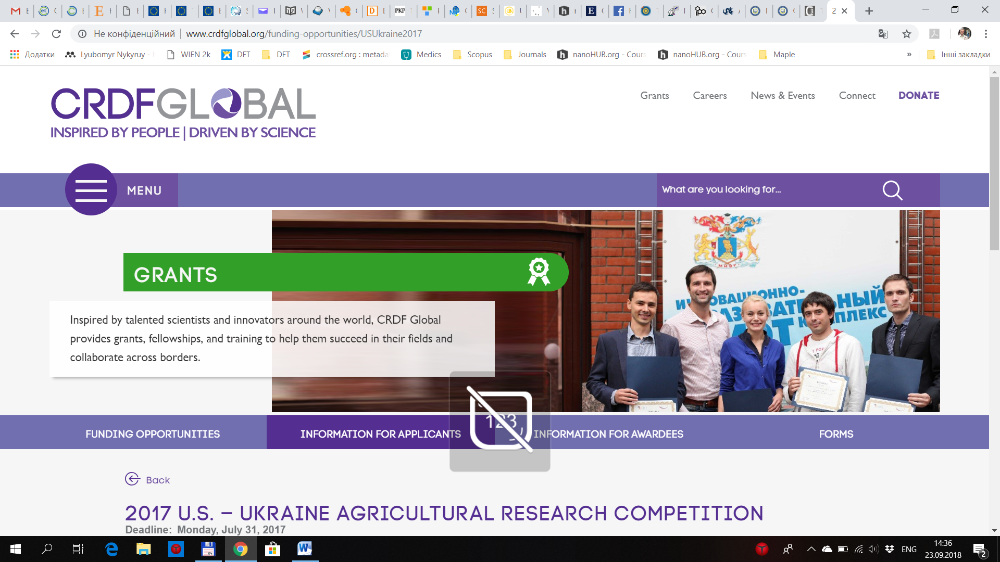 2
Не конфіденційний
www.crdfglobal.org/funding-opportunities/USUkraine2017
Додатки
Lyubomyr Nykyruy -
WIEN 2k
DFT
DFT
crossref.org : metada
Medics
Scopus
Journals
nanoHUB.org - Cours
nanoHUB.org - Cours
Maple
»
Інші закладки
CRDFGLOBAL
INSPIRED BY PEOPLE | DRIVEN BY SCIENCE
Grants
Careers
News & Events
Connect
DONATE
MENU
What are you looking for...
МИЭТ
GRANTS
Inspired by talented scientists and innovators around the world, CRDF Global
provides grants, fellowships, and training to help them succeed in their fields and
collaborate across borders.
123
FUNDING OPPORTUNITIES
INFORMATION FOR APPLICANTS
INFORMATION FOR AWARDEES
FORMS
Back
2017 U.S. – UKRAINE AGRICULTURAL RESEARCH COMPETITION
Deadline: Monday, July 31, 2017
64
ENG
14:36
23.09.2018
2